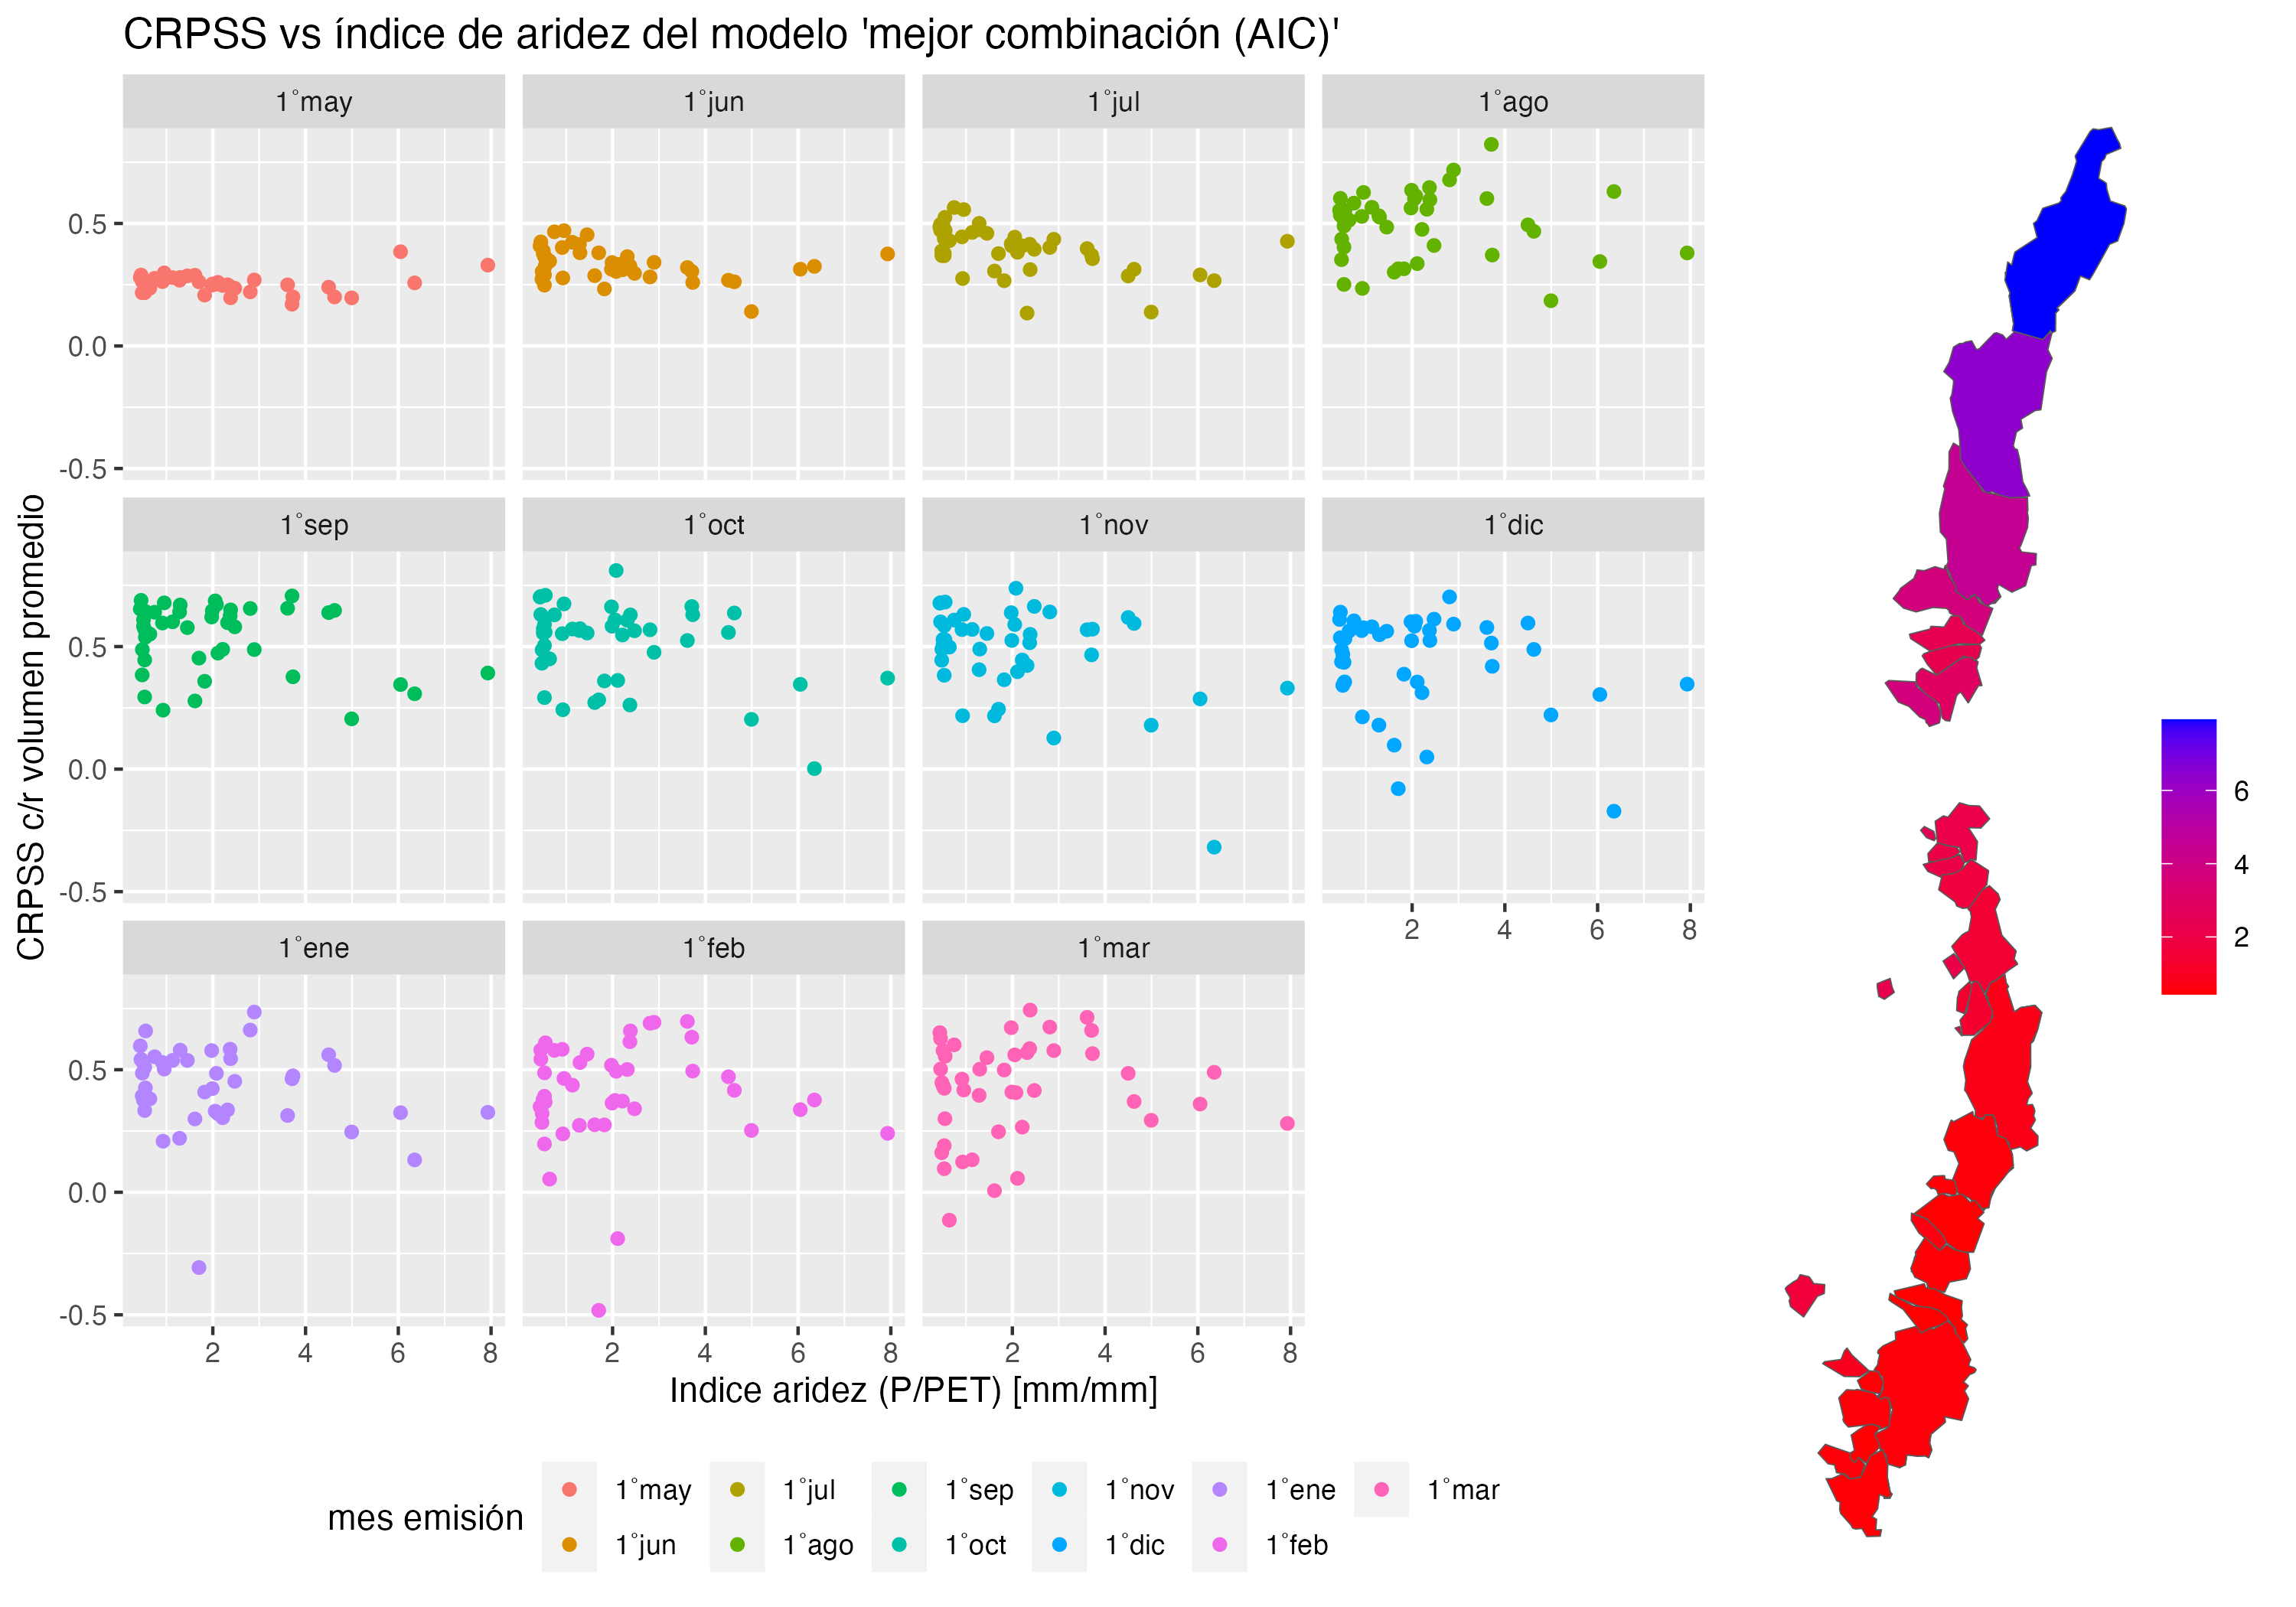 CRPSS vs índice de aridez del modelo 'mejor combinación (AIC)'
1°may 1°jun 1°jul 1°ago
0.5
0.0
-0.5
1°sep 1°oct 1°nov 1°dic
0.5
0.0
-0.5
2 4 6 8
1°ene 1°feb 1°mar
0.5
0.0
-0.5
2 4 6 8 2 4 6 8 2 4 6 8
CRPSS c/r volumen promedio
Indice aridez (P/PET) [mm/mm]
mes emisión
1°may 1°jul 1°sep 1°nov 1°ene 1°mar
1°jun 1°ago 1°oct 1°dic 1°feb
6
4
2